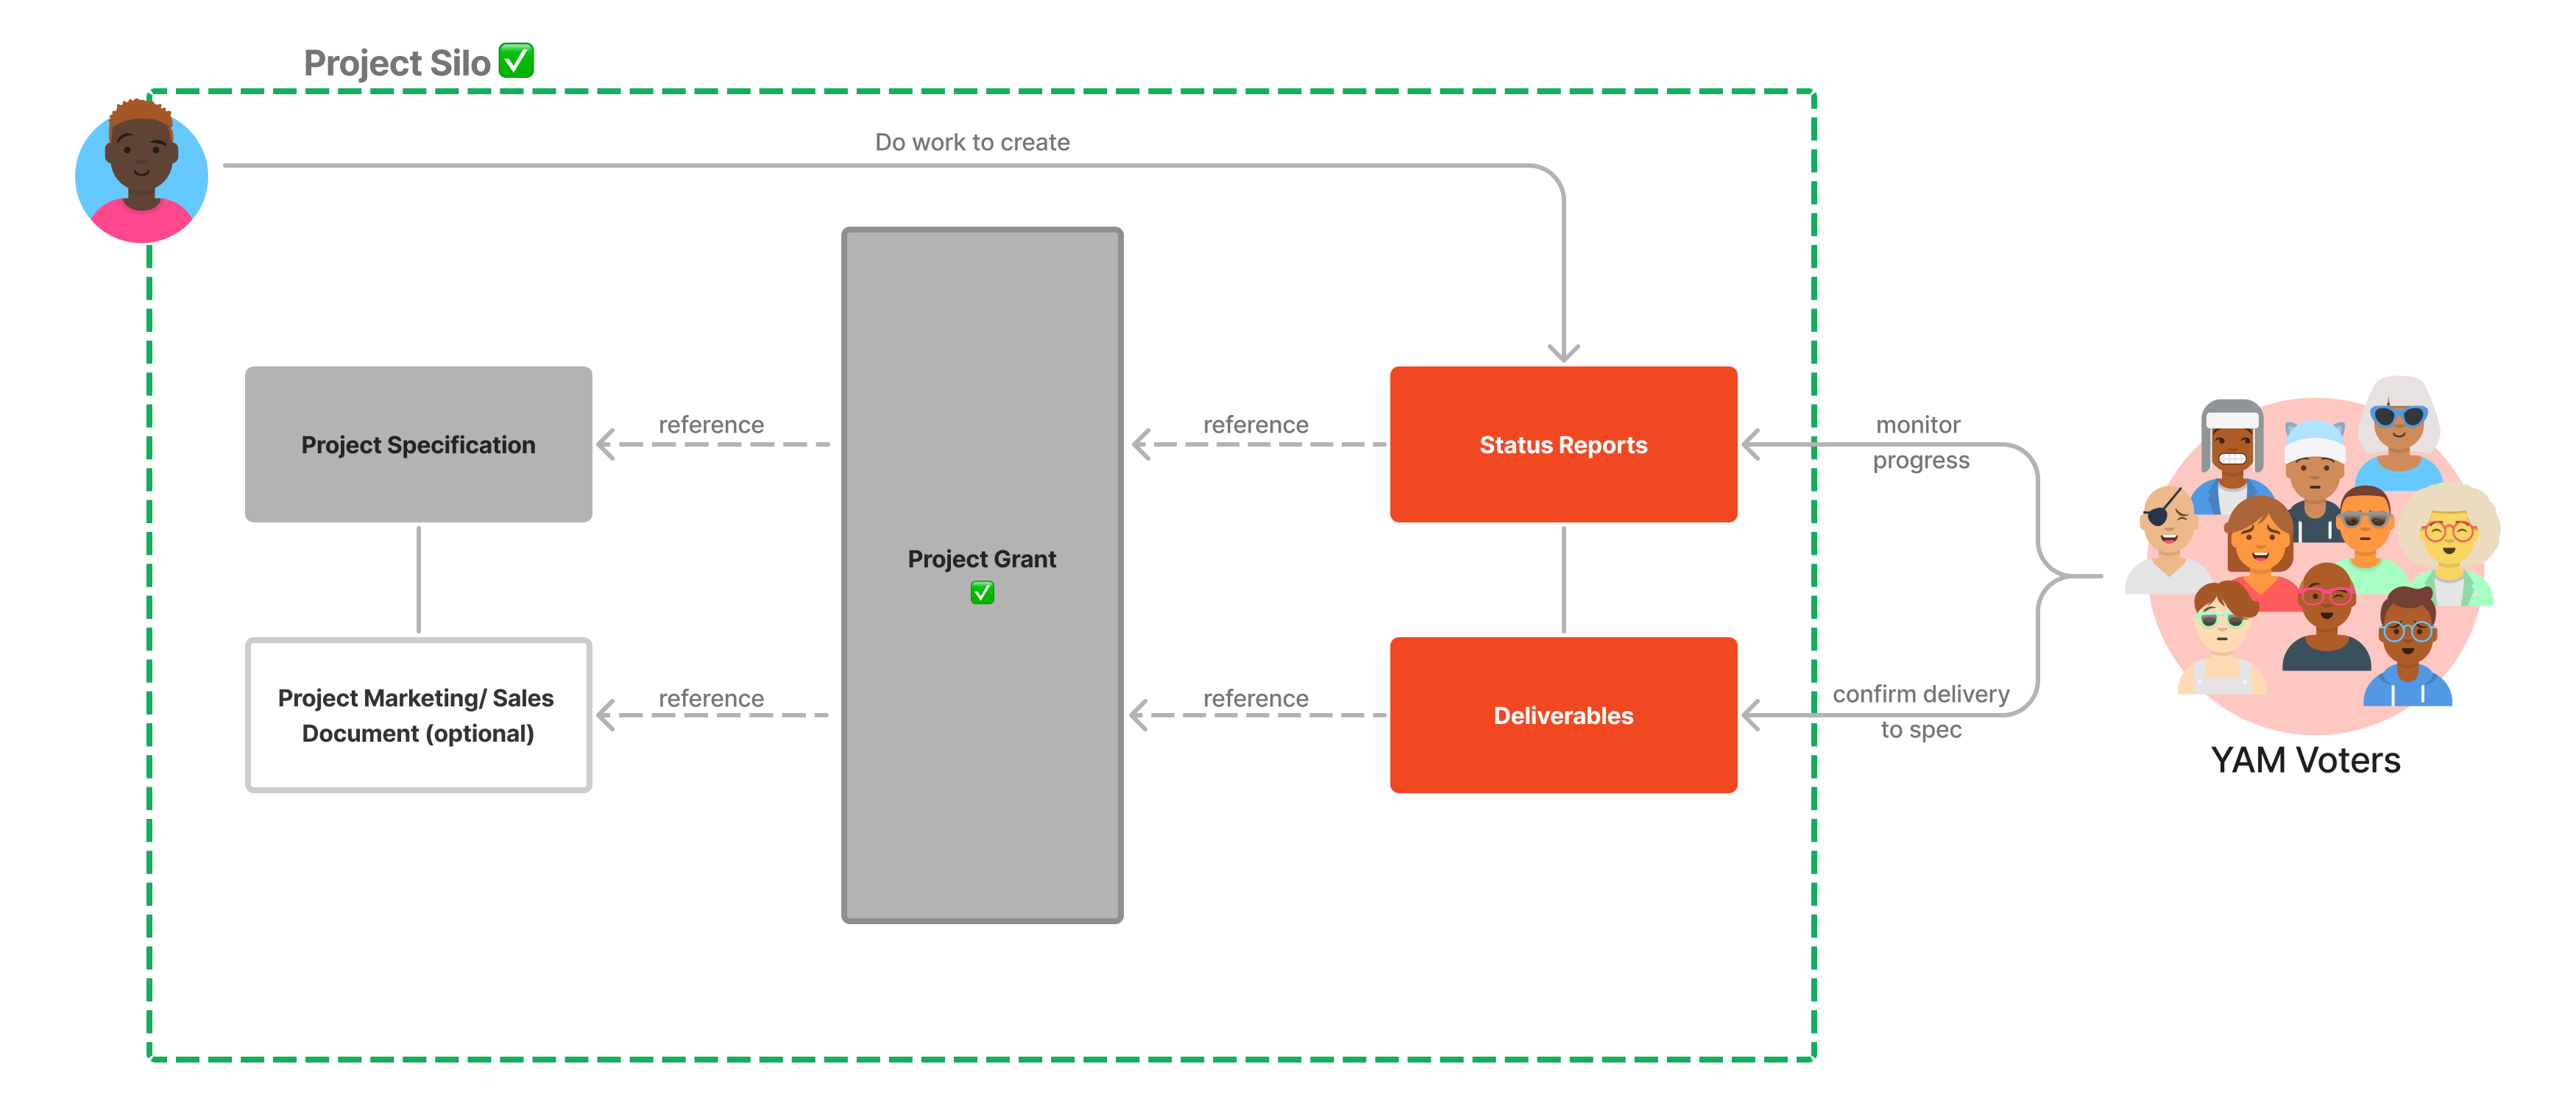 Project Silo ✅
Do work to create
Project Specification
reference
Project Grant
✅
reference
Status Reports
monitor
progress
Project Marketing/ Sales
Document (optional)
reference
reference
Deliverables
confirm delivery
to spec
YAM Voters